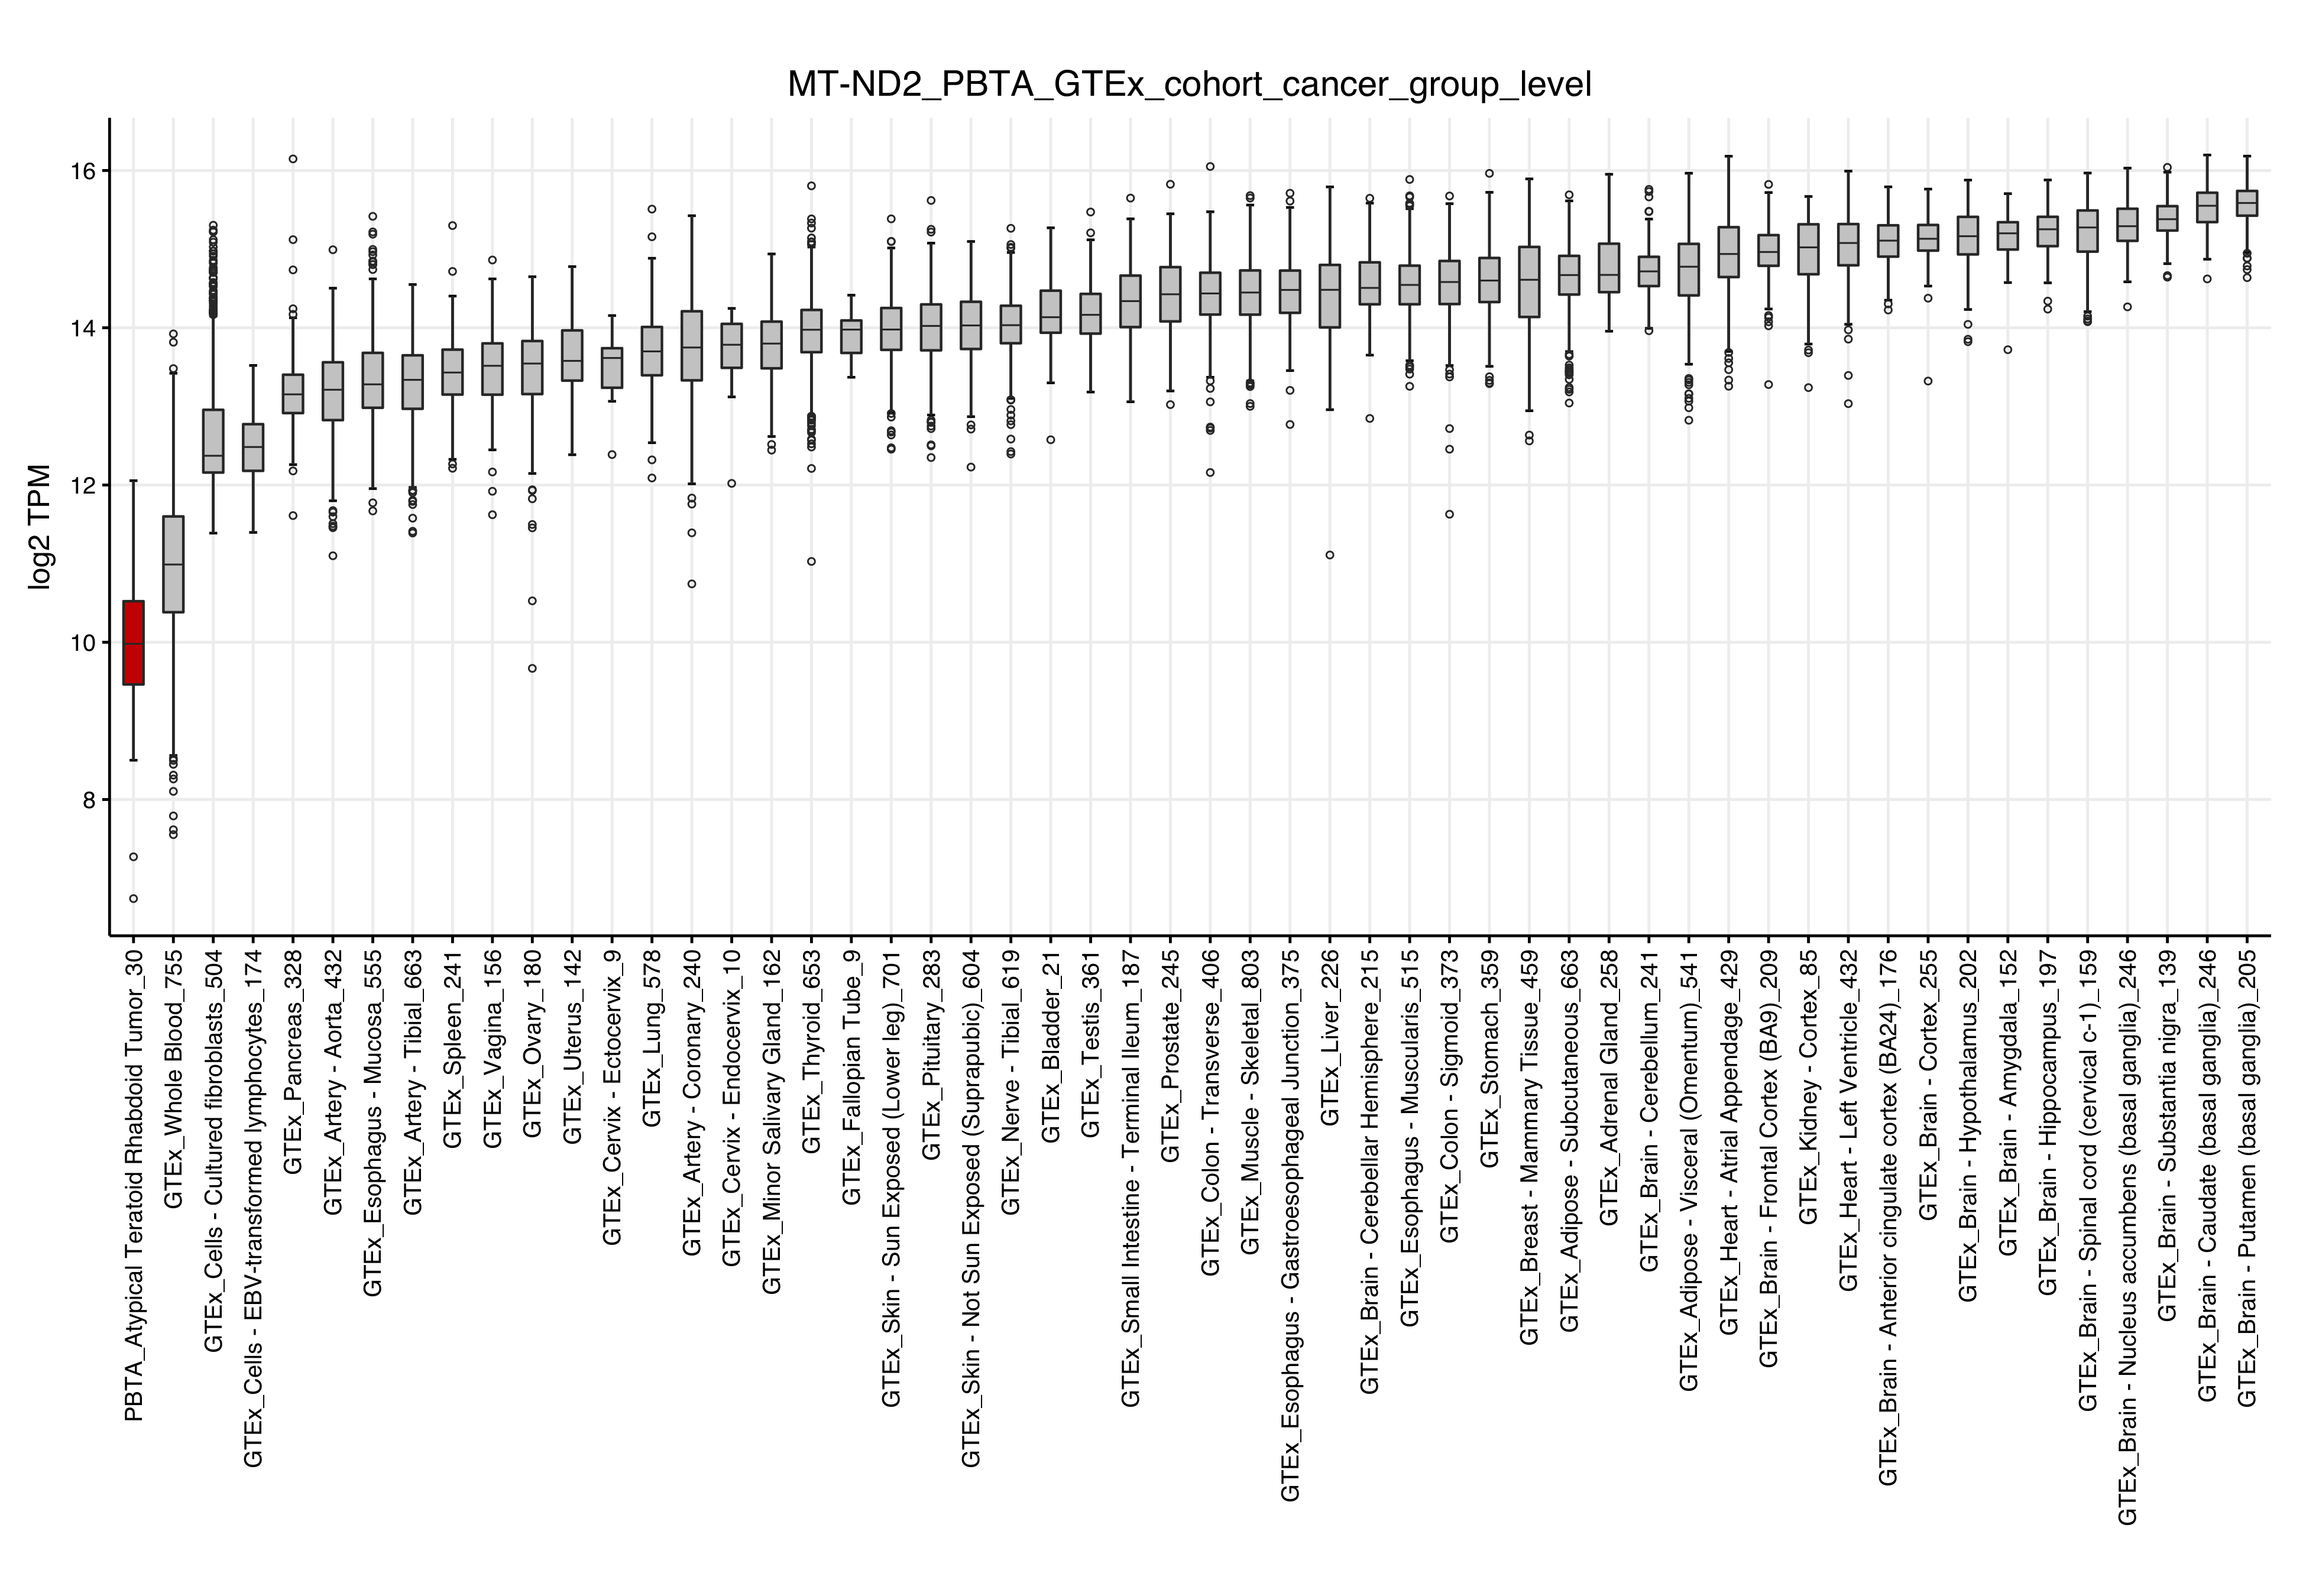 MT-ND2_PBTA_GTEx_cohort_cancer_group_level
log2 TPM
16
14
12
10
8
PBTA_Atypical Teratoid Rhabdoid Tumor_30
GTEx_Whole Blood_755
GTEx_Cells - Cultured fibroblasts_504
GTEx_Cells - EBV-transformed lymphocytes_174
GTEx_Pancreas_328
GTEx_Artery - Aorta_432
GTEx_Esophagus - Mucosa_555
GTEx_Artery - Tibial_663
GTEx_Spleen_241
GTEx_Vagina_156
GTEx_Ovary_180
GTEx_Uterus_142
GTEx_Cervix - Ectocervix_9
GTEx_Lung_578
GTEx_Artery - Coronary_240
GTEx_Cervix - Endocervix_10
GTEx_Minor Salivary Gland_162
GTEx_Thyroid_653
GTEx_Fallopian Tube_9
GTEx_Skin - Sun Exposed (Lower leg)_701
GTEx_Pituitary_283
GTEx_Skin - Not Sun Exposed (Suprapubic)_604
GTEx_Nerve - Tibial_619
GTEx_Bladder_21
GTEx_Testis_361
GTEx_Small Intestine - Terminal Ileum_187
GTEx_Prostate_245
GTEx_Colon - Transverse_406
GTEx_Muscle - Skeletal_803
GTEx_Esophagus - Gastroesophageal Junction_375
GTEx_Liver_226
GTEx_Brain - Cerebellar Hemisphere_215
GTEx_Esophagus - Muscularis_515
GTEx_Colon - Sigmoid_373
GTEx_Stomach_359
GTEx_Breast - Mammary Tissue_459
GTEx_Adipose - Subcutaneous_663
GTEx_Adrenal Gland_258
GTEx_Brain - Cerebellum_241
GTEx_Adipose - Visceral (Omentum)_541
GTEx_Heart - Atrial Appendage_429
GTEx_Brain - Frontal Cortex (BA9)_209
GTEx_Kidney - Cortex_85
GTEx_Heart - Left Ventricle_432
GTEx_Brain - Anterior cingulate cortex (BA24)_176
GTEx_Brain - Cortex_255
GTEx_Brain - Hypothalamus_202
GTEx_Brain - Amygdala_152
GTEx_Brain - Hippocampus_197
GTEx_Brain - Spinal cord (cervical c-1)_159
GTEx_Brain - Nucleus accumbens (basal ganglia)_246
GTEx_Brain - Substantia nigra_139
GTEx_Brain - Caudate (basal ganglia)_246
GTEx_Brain - Putamen (basal ganglia)_205